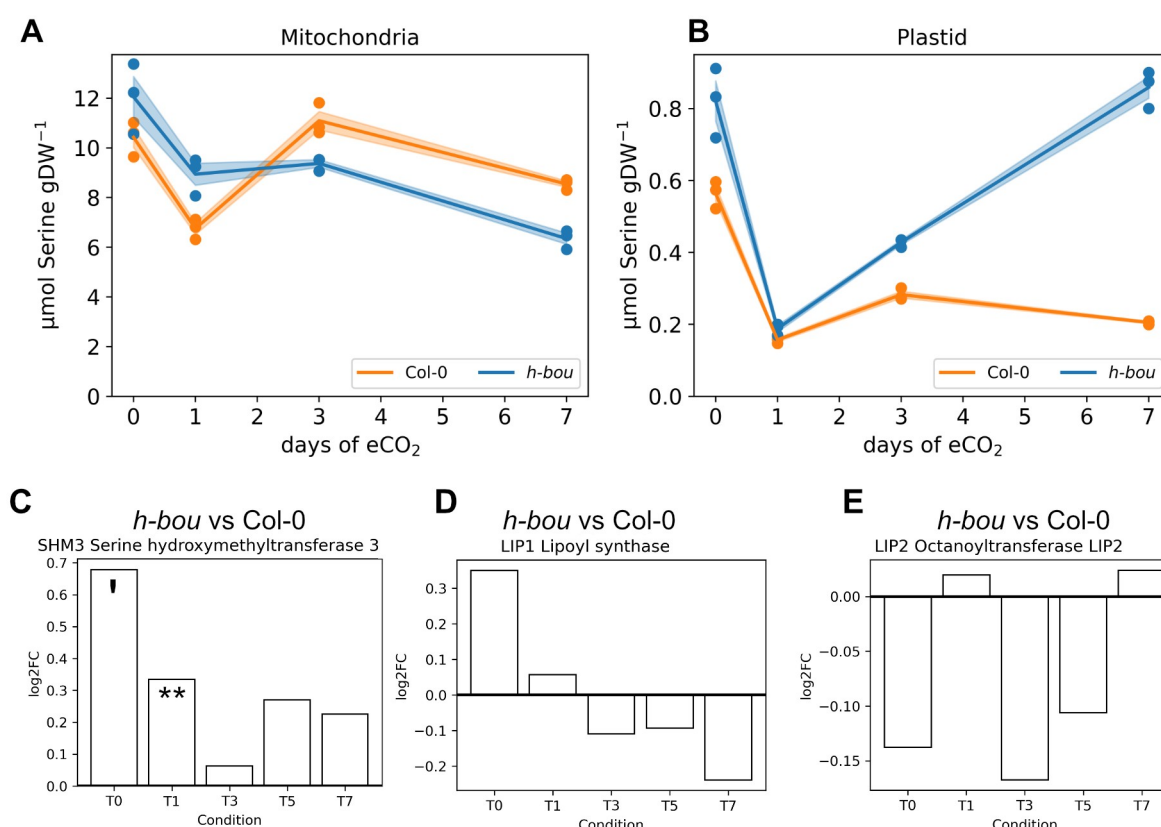 A
Mitochondria
µmol Serine gDW⁻¹
12
10
8
6
4
2
0
Col-0
h-bou
0 1 2 3 4 5 6 7
days of eCO₂
B
Plastid
µmol Serine gDW⁻¹
0.8
0.6
0.4
0.2
0.0
Col-0
h-bou
0 1 2 3 4 5 6 7
days of eCO₂
C
h-bou vs Col-0
SHM3 Serine hydroxymethyltransferase 3
log2FC
0.7
0.6
0.5
0.4
0.3
0.2
0.1
0.0
'
**
T0 T1 T3 T5 T7
Condition
D
h-bou vs Col-0
LIP1 Lipoyl synthase
log2FC
0.3
0.2
0.1
0.0
−0.1
−0.2
T0 T1 T3 T5 T7
Condition
E
h-bou vs Col-0
LIP2 Octanoyltransferase LIP2
log2FC
0.00
−0.05
−0.10
−0.15
T0 T1 T3 T5 T7
Condition